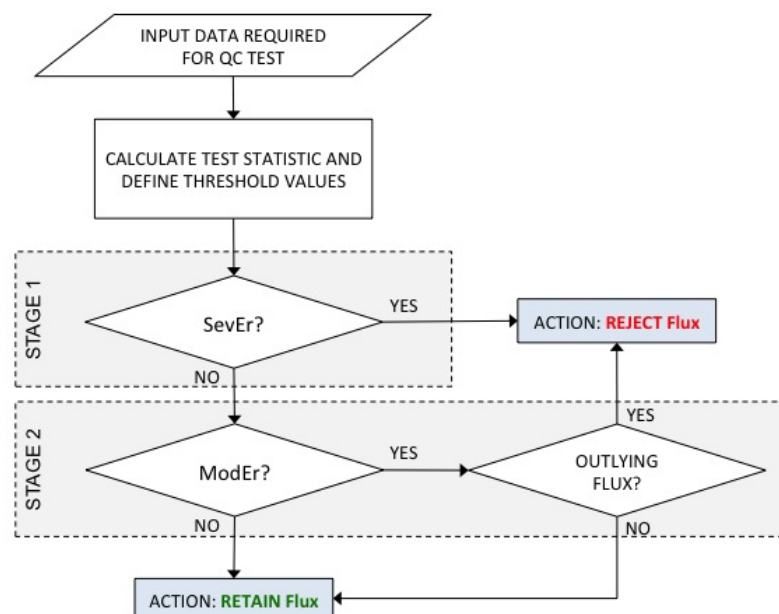 INPUT DATA REQUIRED
FOR QC TEST
CALCULATE TEST STATISTIC AND
DEFINE THRESHOLD VALUES
STAGE 1
SevEr?
YES
ACTION: REJECT Flux
NO
STAGE 2
ModEr?
YES
OUTLYING
FLUX?
YES
NO
NO
ACTION: RETAIN Flux